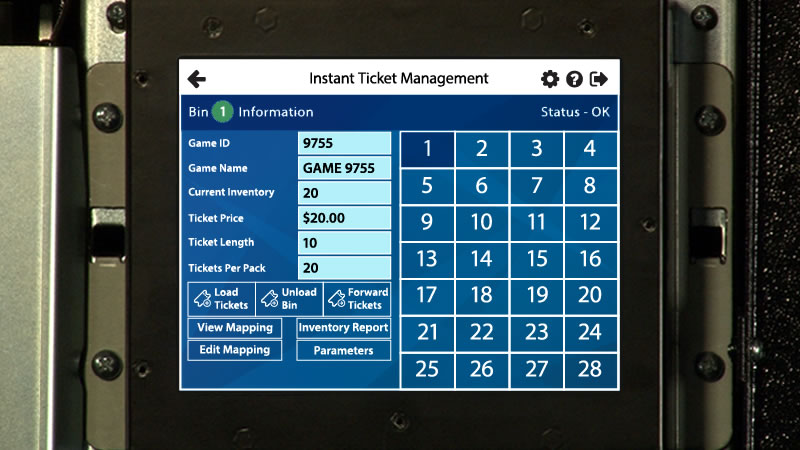 Instant Ticket Management
Bin 1 Information
Status - OK
Game ID 9755
Game Name GAME 9755
Current Inventory 20
Ticket Price $20.00
Ticket Length 10
Tickets Per Pack 20
Load Tickets
Unload Bin
Forward Tickets
View Mapping
Inventory Report
Edit Mapping
Parameters
1 2 3 4
5 6 7 8
9 10 11 12
13 14 15 16
17 18 19 20
21 22 23 24
25 26 27 28